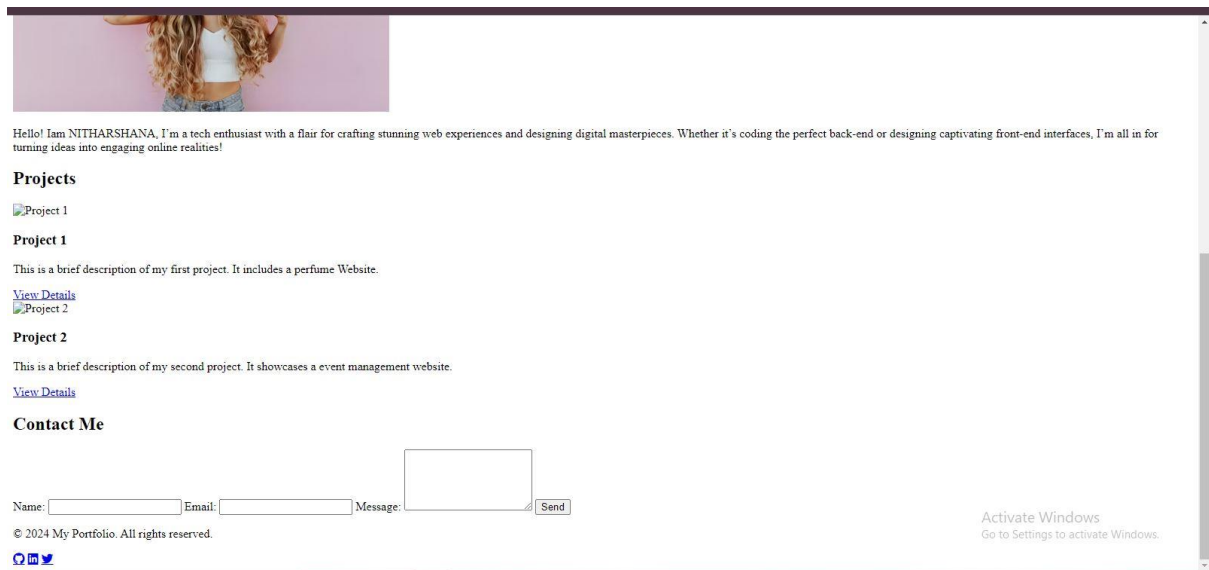 Hello! Iam NITHARSHANA, I’m a tech enthusiast with a flair for crafting stunning web experiences and designing digital masterpieces. Whether it’s coding the perfect back-end or designing captivating front-end interfaces, I’m all in for
turning ideas into engaging online realities!
Projects
Project 1
Project 1
This is a brief description of my first project. It includes a perfume Website.
View Details
Project 2
Project 2
This is a brief description of my second project. It showcases a event management website.
View Details
Contact Me
Name: Email: Message: Send
© 2024 My Portfolio. All rights reserved.
Activate Windows
Go to Settings to activate Windows.